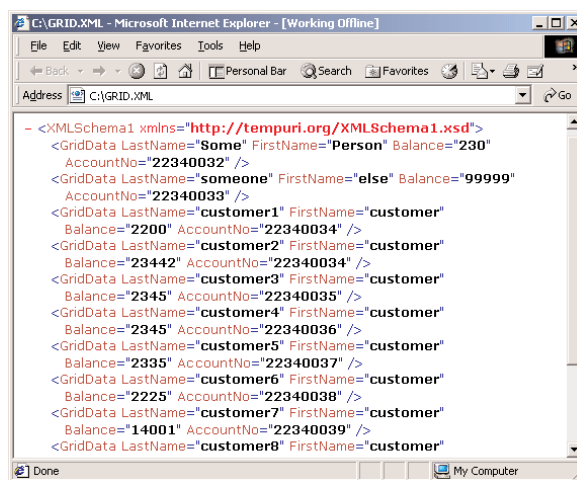 C:\GRID.XML - Microsoft Internet Explorer - [Working Offline]
File Edit View Favorites Tools Help
Back Personal Bar Search Favorites »
Address C:\GRID.XML Go
- <XMLSchema1 xmlns="http://tempuri.org/XMLSchema1.xsd">
<GridData LastName="Some" FirstName="Person" Balance="230"
AccountNo="22340032" />
<GridData LastName="someone" FirstName="else" Balance="99999"
AccountNo="22340033" />
<GridData LastName="customer1" FirstName="customer"
Balance="2200" AccountNo="22340034" />
<GridData LastName="customer2" FirstName="customer"
Balance="23442" AccountNo="22340034" />
<GridData LastName="customer3" FirstName="customer"
Balance="2345" AccountNo="22340035" />
<GridData LastName="customer4" FirstName="customer"
Balance="2345" AccountNo="22340036" />
<GridData LastName="customer5" FirstName="customer"
Balance="2335" AccountNo="22340037" />
<GridData LastName="customer6" FirstName="customer"
Balance="2225" AccountNo="22340038" />
<GridData LastName="customer7" FirstName="customer"
Balance="14001" AccountNo="22340039" />
<GridData LastName="customer8" FirstName="customer"
Done My Computer